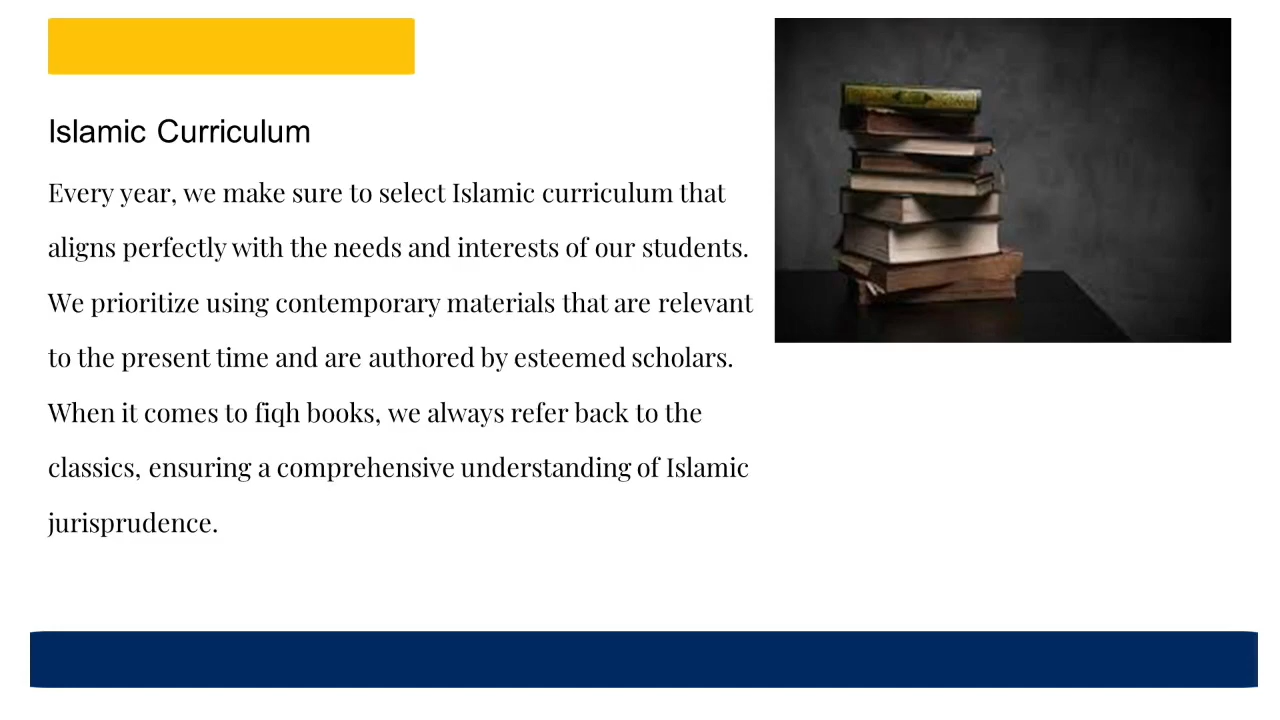 Islamic Curriculum
Every year, we make sure to select Islamic curriculum that
aligns perfectly with the needs and interests of our students.
We prioritize using contemporary materials that are relevant
to the present time and are authored by esteemed scholars.
When it comes to fiqh books, we always refer back to the
classics, ensuring a comprehensive understanding of Islamic
jurisprudence.